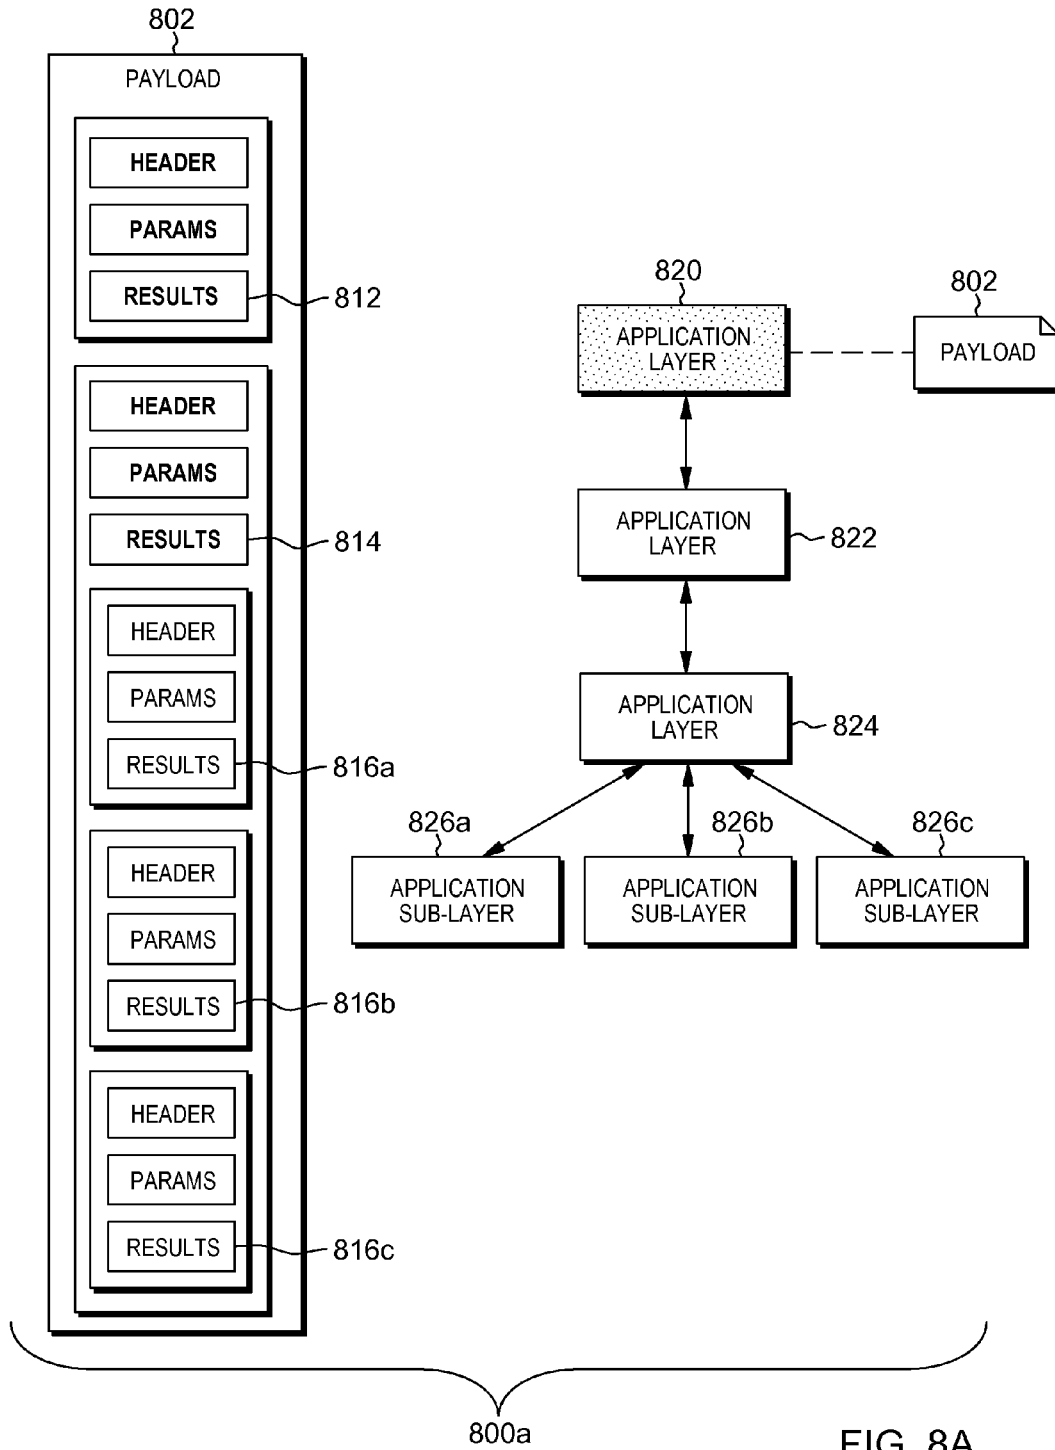 802
PAYLOAD
HEADER
PARAMS
RESULTS
812
HEADER
PARAMS
RESULTS
814
HEADER
PARAMS
RESULTS
816a
HEADER
PARAMS
RESULTS
816b
HEADER
PARAMS
RESULTS
816c
820
APPLICATION
LAYER
802
PAYLOAD
APPLICATION
LAYER
822
APPLICATION
LAYER
824
826a
APPLICATION
SUB-LAYER
826b
APPLICATION
SUB-LAYER
826c
APPLICATION
SUB-LAYER
800a
FIG. 8A